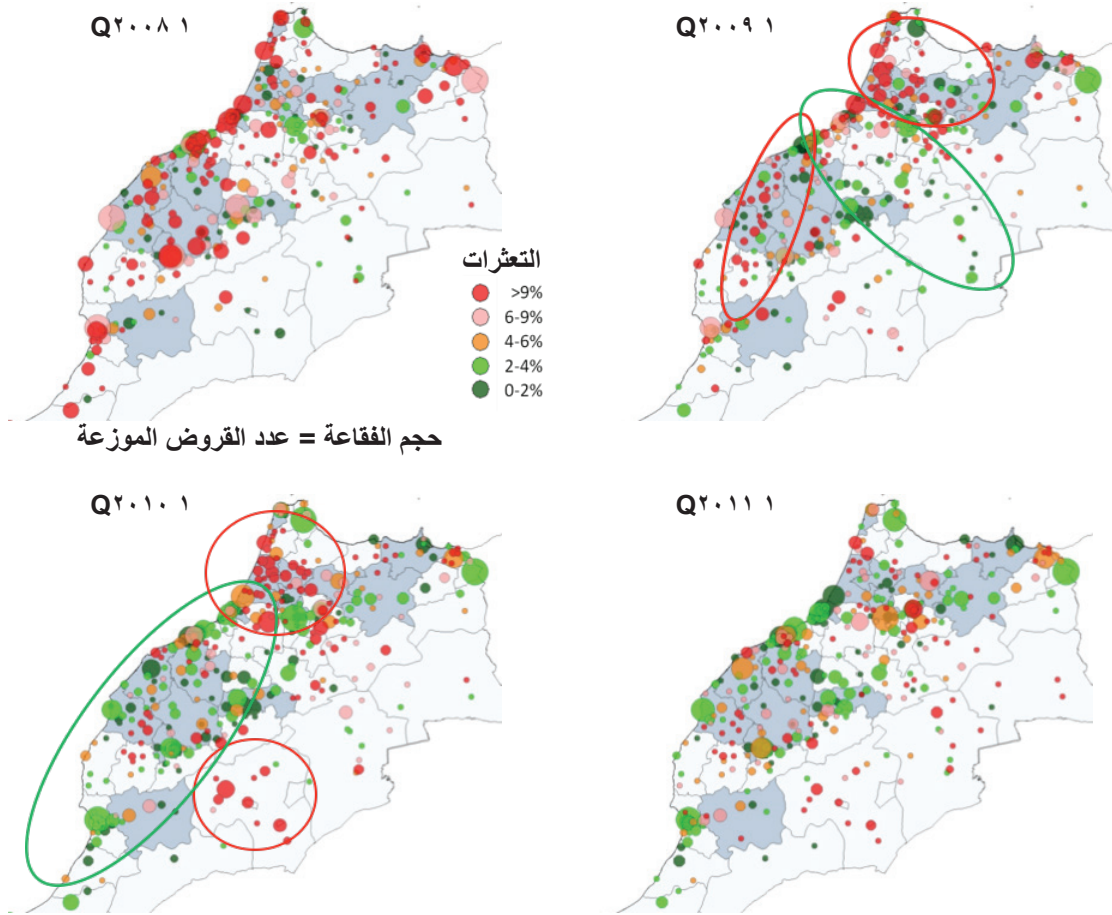 Q٢٠٠٨ ١
Q٢٠٠٩ ١
التعثرات
>9%
6-9%
4-6%
2-4%
0-2%
حجم الفقاعة = عدد القروض الموزعة
Q٢٠١٠ ١
Q٢٠١١ ١